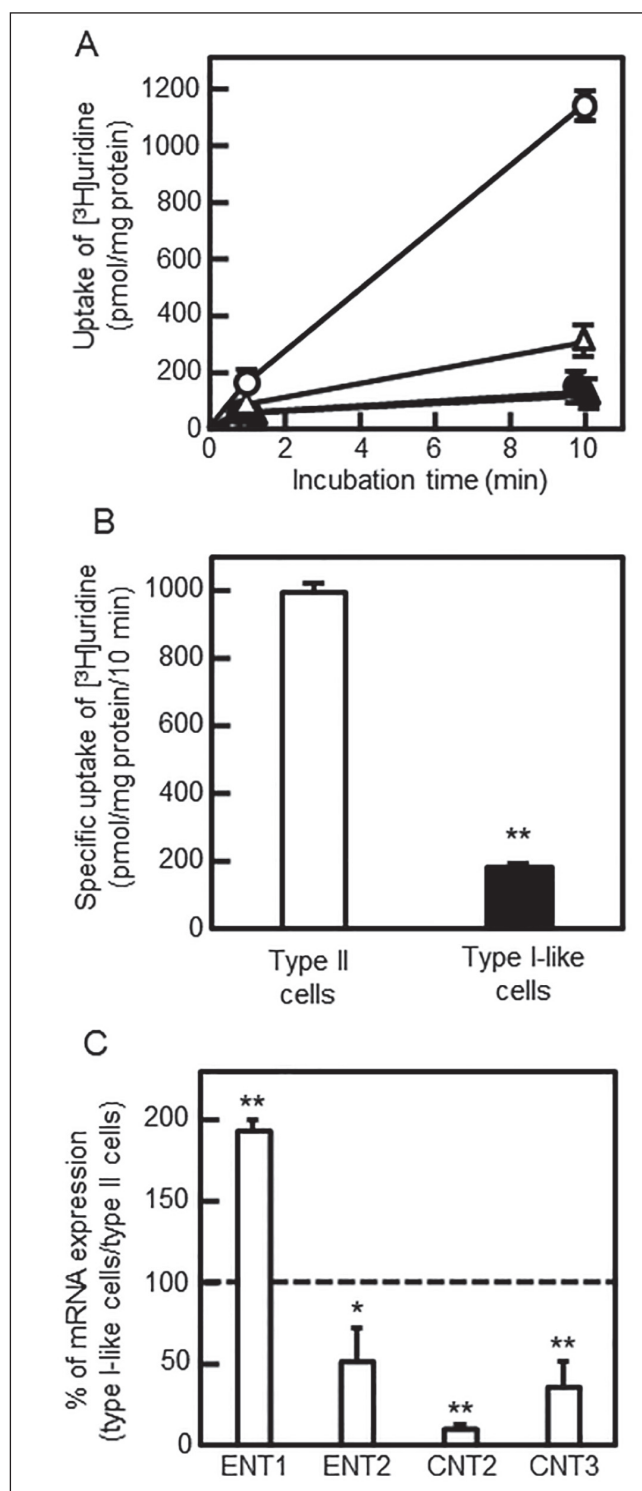 A
Uptake of [³H]uridine
(pmol/mg protein)
1200
1000
800
600
400
200
0
0 2 4 6 8 10
Incubation time (min)
B
Specific uptake of [³H]uridine
(pmol/mg protein/10 min)
1000
800
600
400
200
0
**
Type II
cells
Type I-like
cells
C
% of mRNA expression
(type I-like cells/type II cells)
200
150
100
50
0
**
*
**
**
ENT1 ENT2 CNT2 CNT3